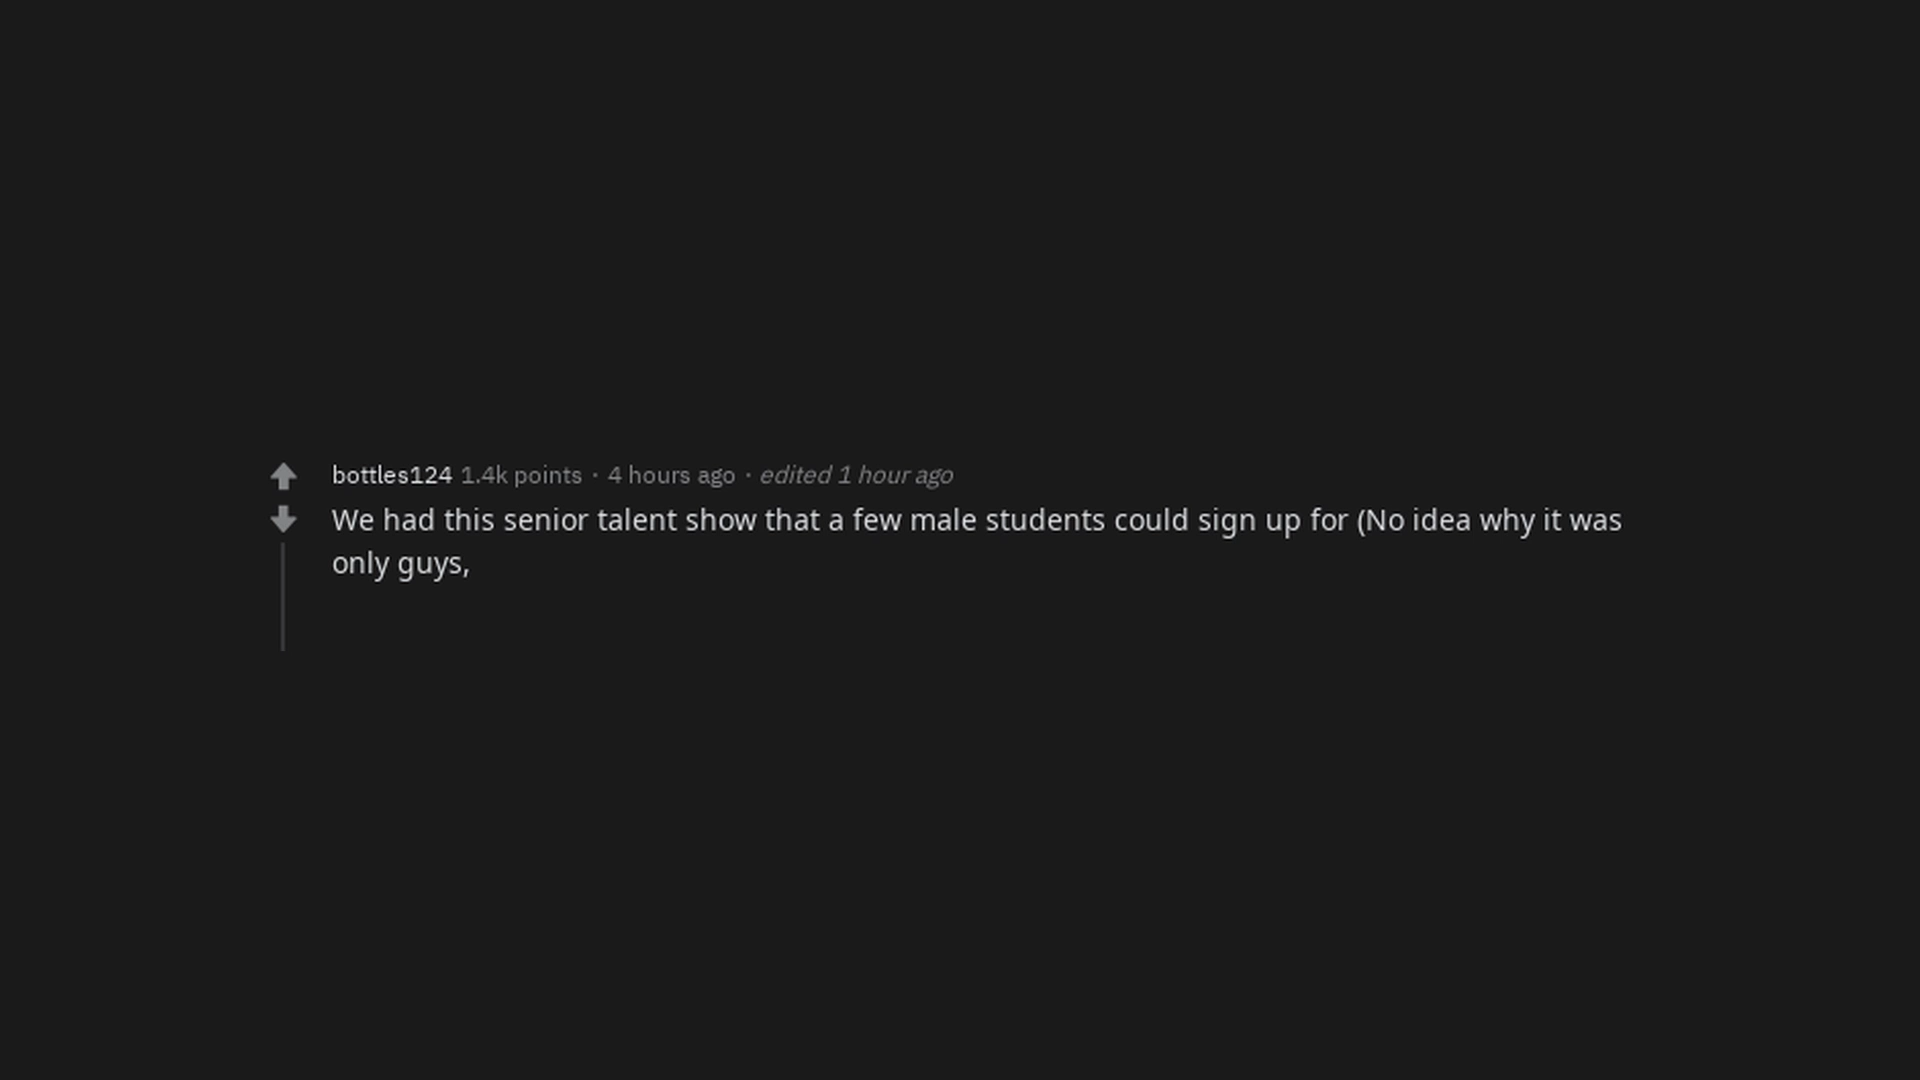 bottles124 1.4k points · 4 hours ago · edited 1 hour ago
We had this senior talent show that a few male students could sign up for (No idea why it was
only guys,